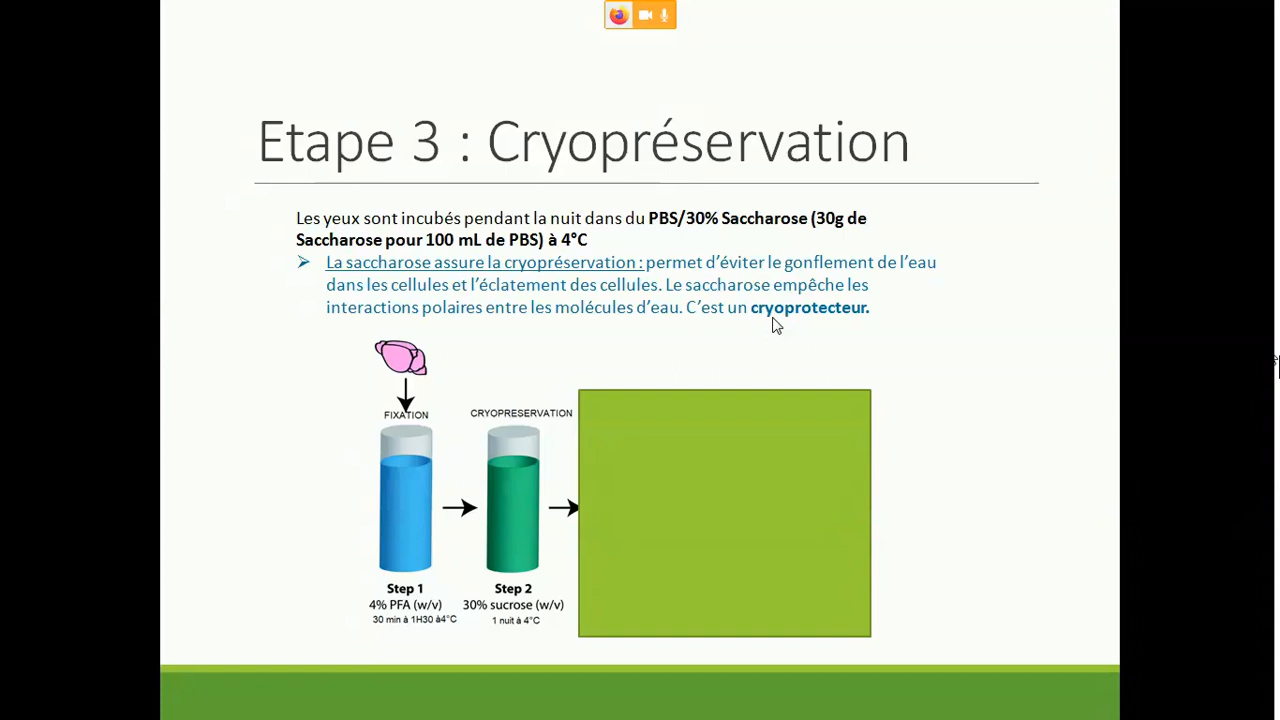 Etape 3 : Cryopréservation
Les yeux sont incubés pendant la nuit dans du PBS/30% Saccharose (30g de
Saccharose pour 100 mL de PBS) à 4°C
La saccharose assure la cryopréservation : permet d’éviter le gonflement de l’eau
dans les cellules et l’éclatement des cellules. Le saccharose empêche les
interactions polaires entre les molécules d’eau. C’est un cryoprotecteur.
FIXATION
CRYOPRESERVATION
Step 1
4% PFA (w/v)
30 min à 1H30 à4°C
Step 2
30% sucrose (w/v)
1 nuit à 4°C